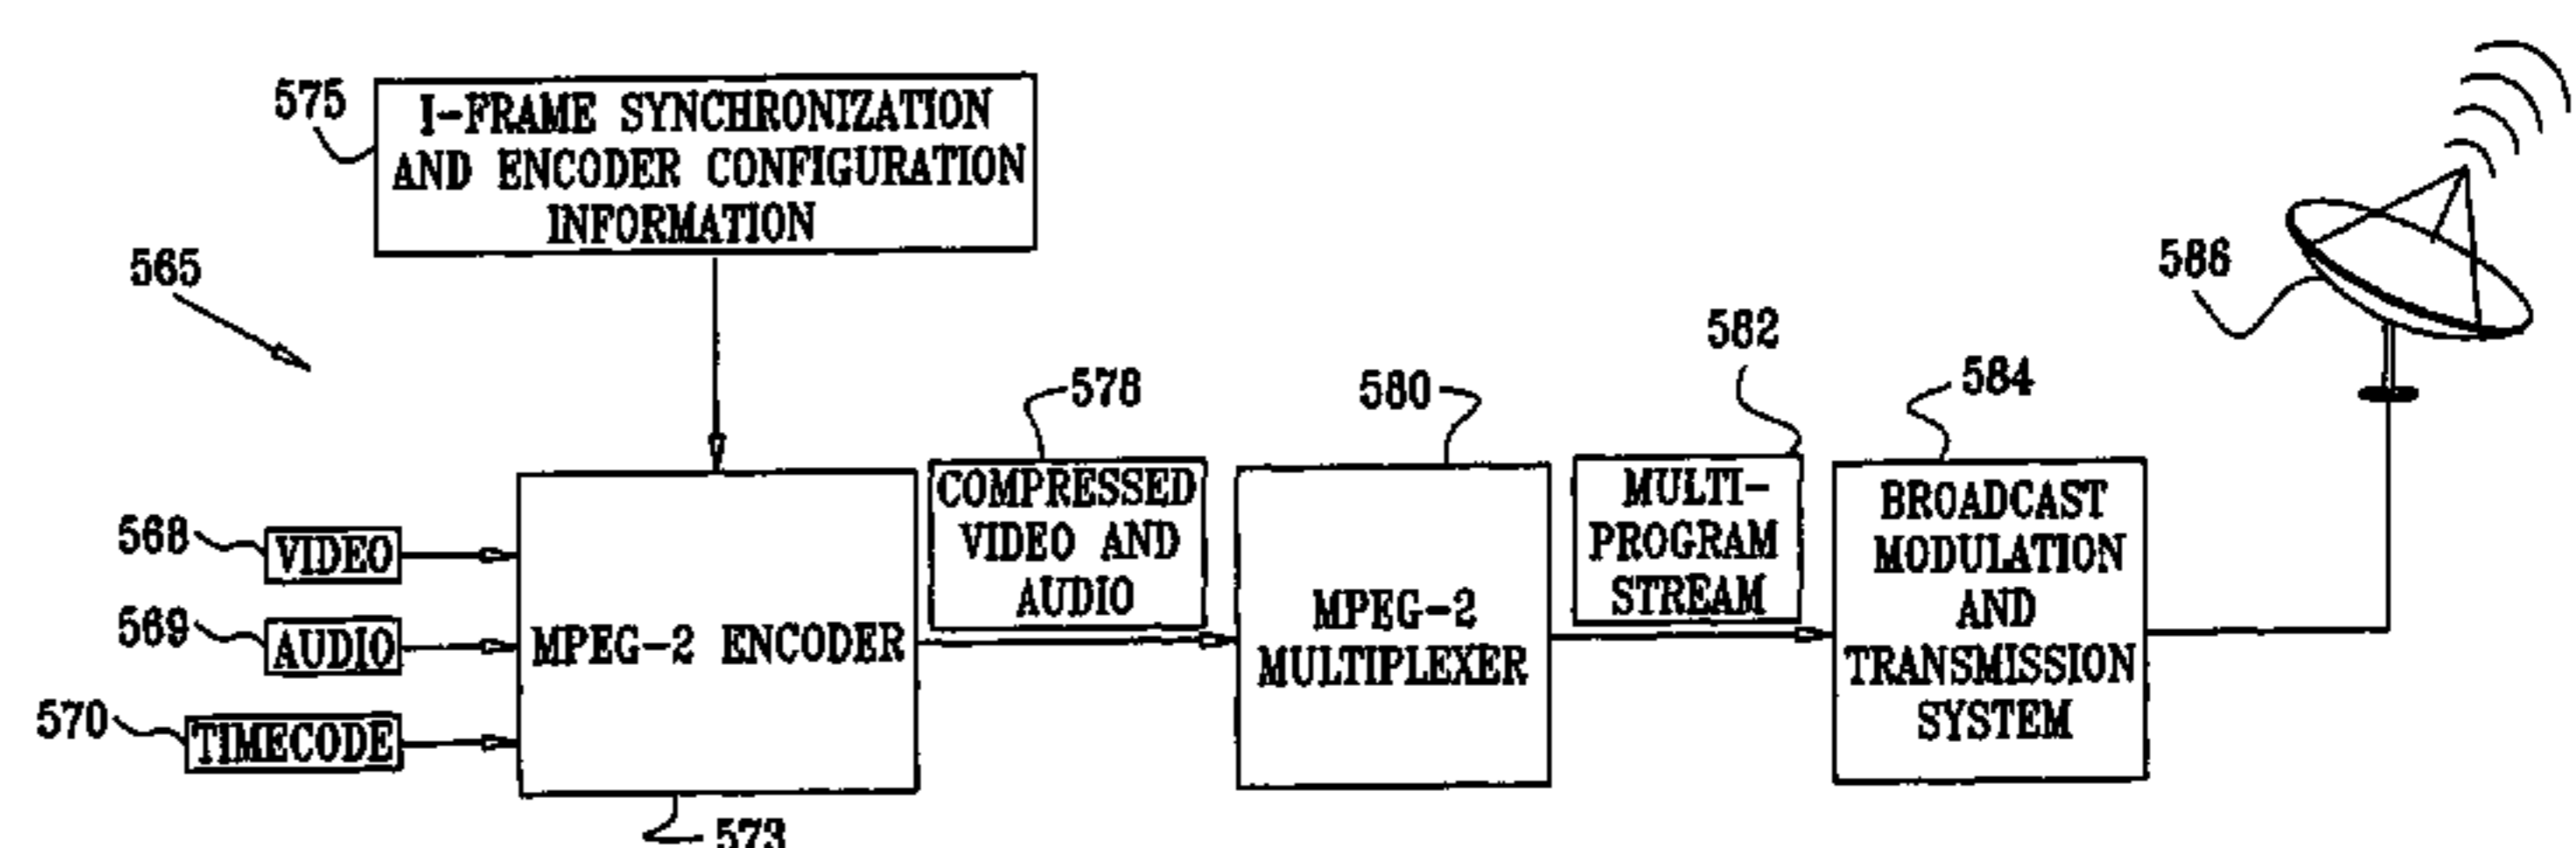 575
I-FRAME SYNCHRONIZATION
AND ENCODER CONFIGURATION
INFORMATION
565
586
582
578
580
584
568
VIDEO
569
AUDIO
570
TIMECODE
MPEG-2 ENCODER
573
COMPRESSED
VIDEO AND
AUDIO
MPEG-2
MULTIPLEXER
MULTI-
PROGRAM
STREAM
BROADCAST
MODULATION
AND
TRANSMISSION
SYSTEM